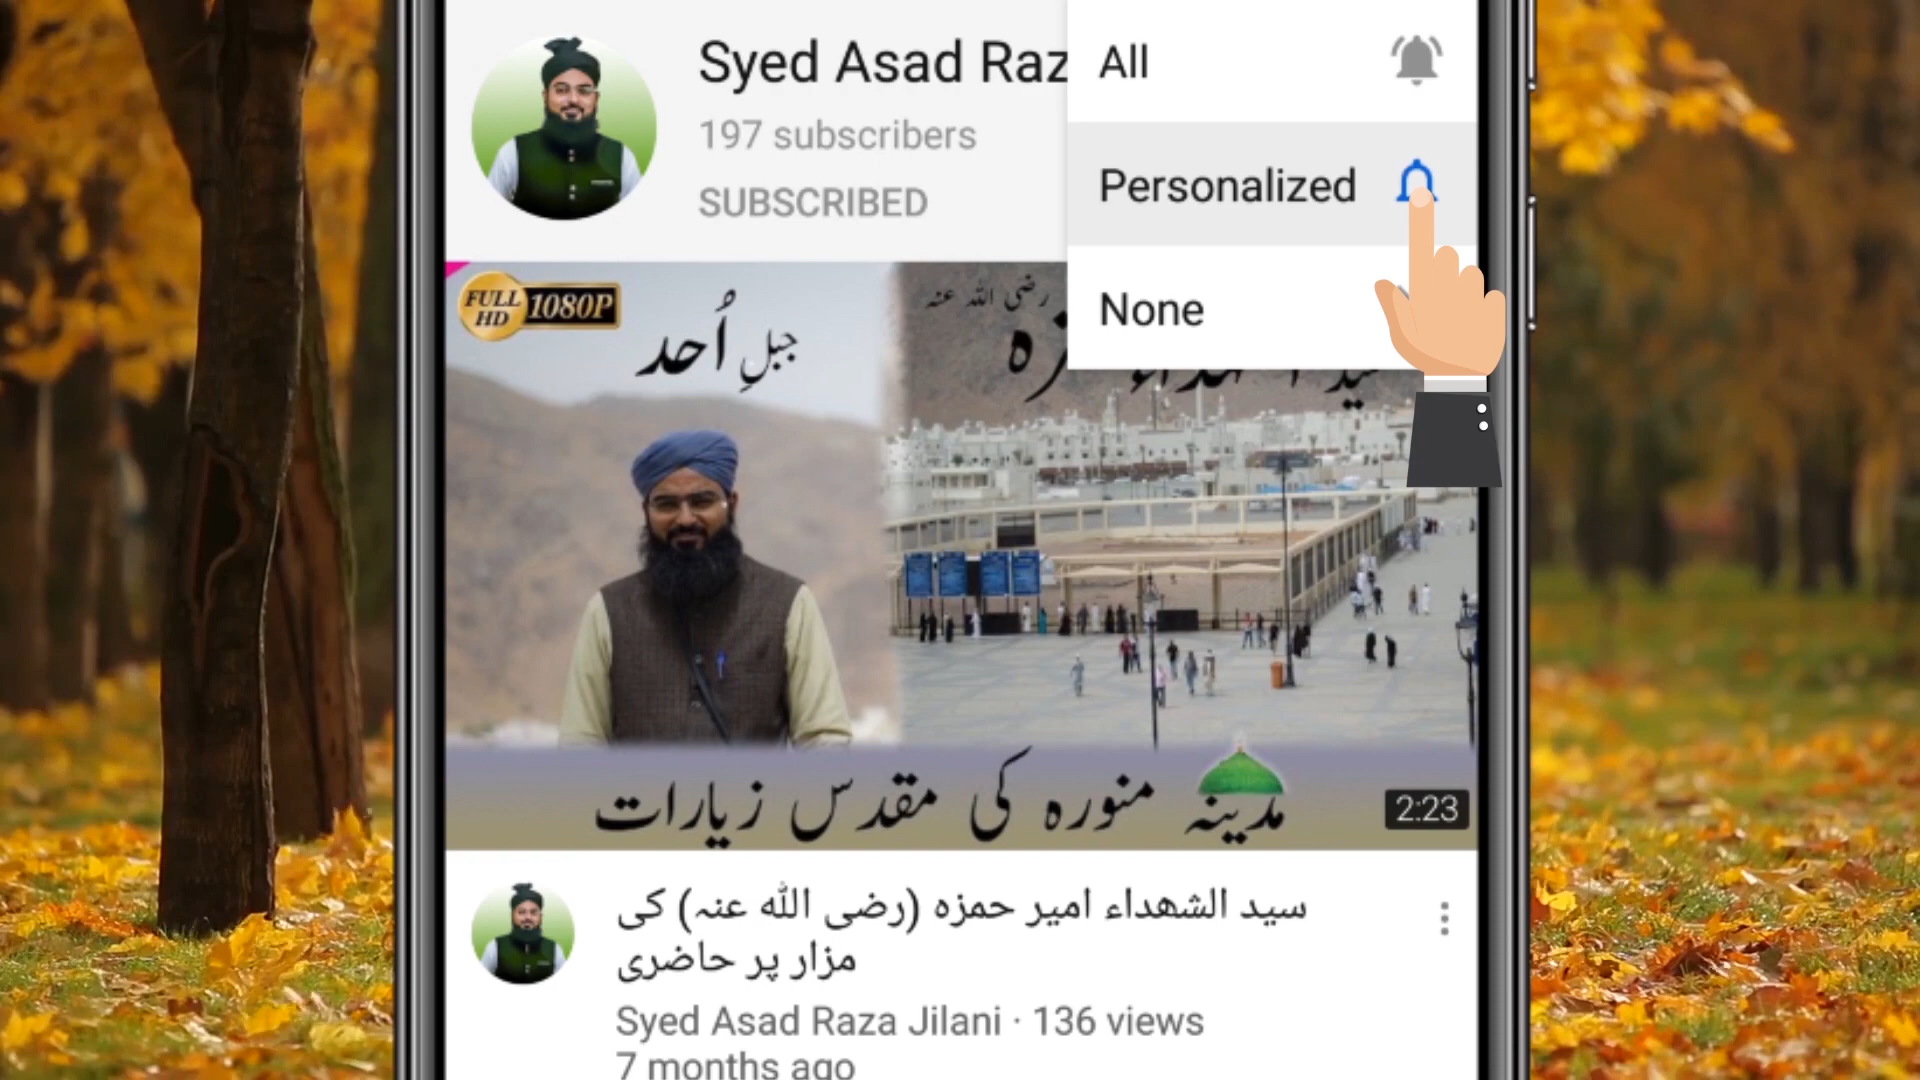 Syed Asad Raz
197 subscribers
SUBSCRIBED
All
Personalized
None
FULL HD 1080P
جبلِ اُحد
رضی اللہ عنہ
مدینہ منورہ کی مقدس زیارات
2:23
سید الشھداء امیر حمزہ (رضی اللہ عنہ) کی
مزار پر حاضری
Syed Asad Raza Jilani · 136 views
7 months ago